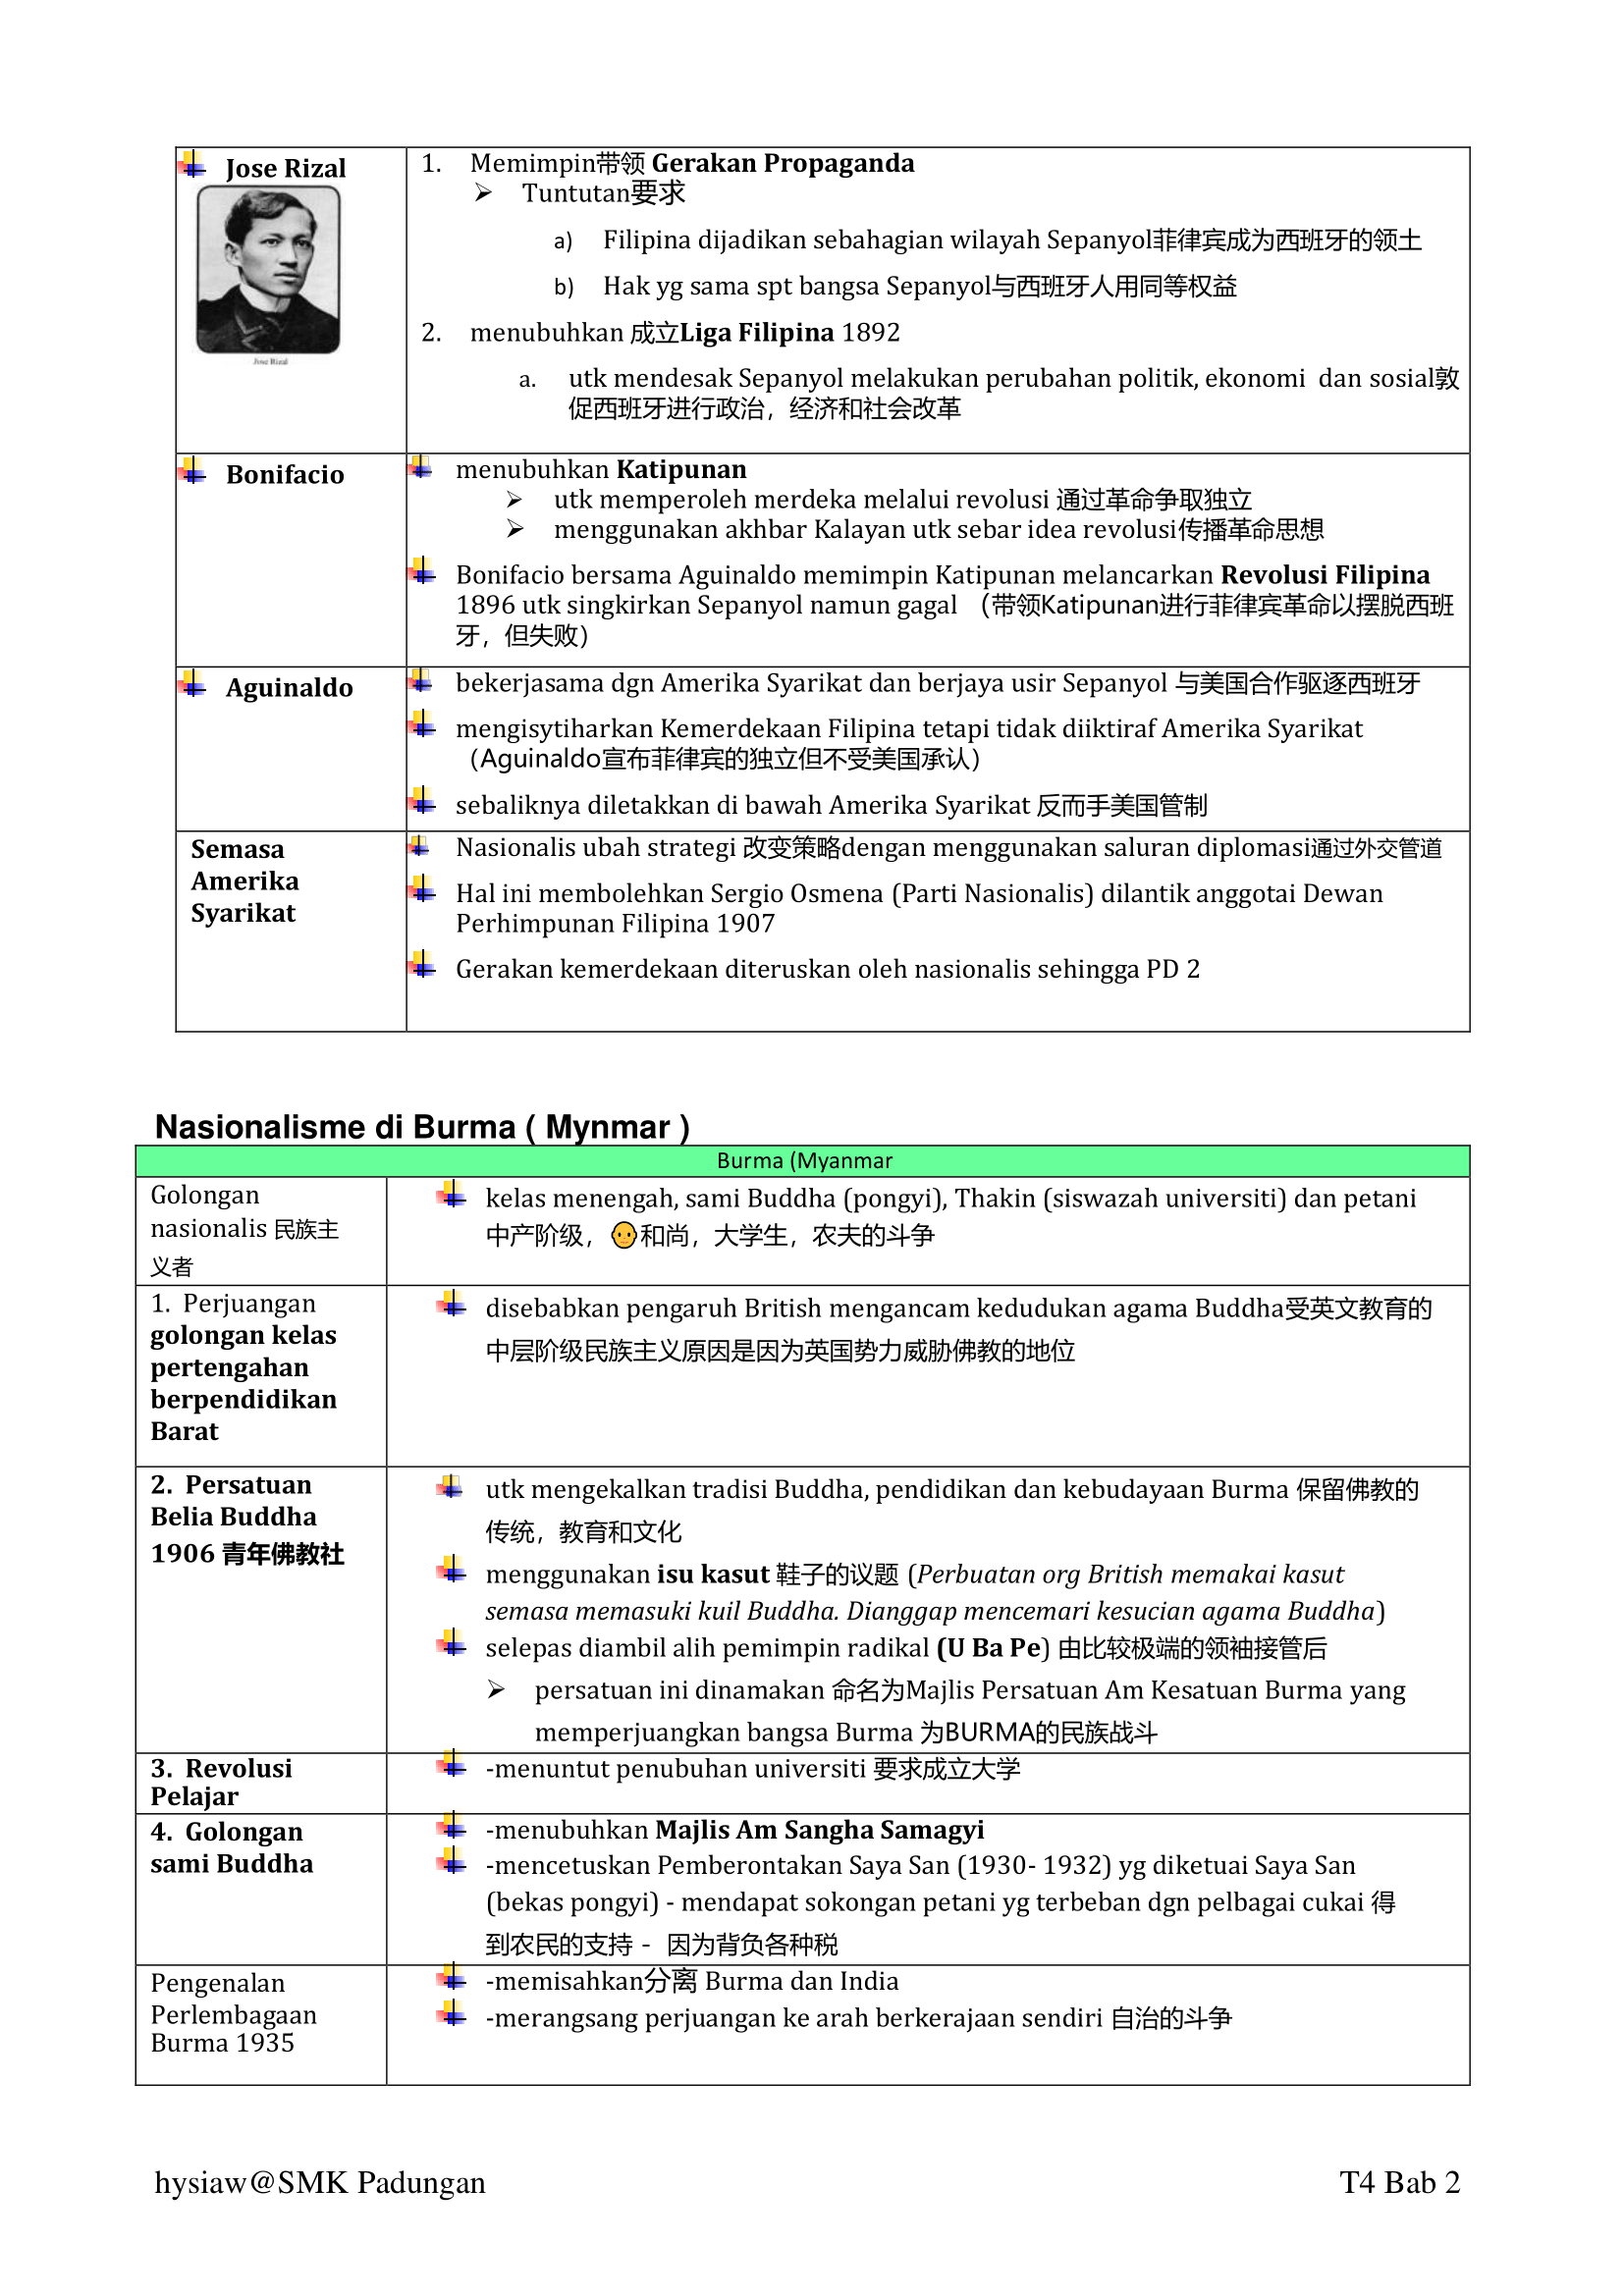 Jose Rizal
Jose Rizal
1. Memimpin带领 Gerakan Propaganda
➢ Tuntutan要求
a) Filipina dijadikan sebahagian wilayah Sepanyol菲律宾成为西班牙的领土
b) Hak yg sama spt bangsa Sepanyol与西班牙人用同等权益
2. menubuhkan 成立Liga Filipina 1892
a. utk mendesak Sepanyol melakukan perubahan politik, ekonomi dan sosial敦
促西班牙进行政治，经济和社会改革
Bonifacio
menubuhkan Katipunan
➢ utk memperoleh merdeka melalui revolusi 通过革命争取独立
➢ menggunakan akhbar Kalayan utk sebar idea revolusi传播革命思想
Bonifacio bersama Aguinaldo memimpin Katipunan melancarkan Revolusi Filipina
1896 utk singkirkan Sepanyol namun gagal （带领Katipunan进行菲律宾革命以摆脱西班
牙，但失败）
Aguinaldo
bekerjasama dgn Amerika Syarikat dan berjaya usir Sepanyol 与美国合作驱逐西班牙
mengisytiharkan Kemerdekaan Filipina tetapi tidak diiktiraf Amerika Syarikat
（Aguinaldo宣布菲律宾的独立但不受美国承认）
sebaliknya diletakkan di bawah Amerika Syarikat 反而手美国管制
Semasa
Amerika
Syarikat
Nasionalis ubah strategi 改变策略dengan menggunakan saluran diplomasi通过外交管道
Hal ini membolehkan Sergio Osmena (Parti Nasionalis) dilantik anggotai Dewan
Perhimpunan Filipina 1907
Gerakan kemerdekaan diteruskan oleh nasionalis sehingga PD 2
Nasionalisme di Burma ( Mynmar )
Burma (Myanmar
Golongan
nasionalis 民族主
义者
kelas menengah, sami Buddha (pongyi), Thakin (siswazah universiti) dan petani
中产阶级，👴和尚，大学生，农夫的斗争
1. Perjuangan
golongan kelas
pertengahan
berpendidikan
Barat
disebabkan pengaruh British mengancam kedudukan agama Buddha受英文教育的
中层阶级民族主义原因是因为英国势力威胁佛教的地位
2. Persatuan
Belia Buddha
1906 青年佛教社
utk mengekalkan tradisi Buddha, pendidikan dan kebudayaan Burma 保留佛教的
传统，教育和文化
menggunakan isu kasut 鞋子的议题 (Perbuatan org British memakai kasut
semasa memasuki kuil Buddha. Dianggap mencemari kesucian agama Buddha)
selepas diambil alih pemimpin radikal (U Ba Pe) 由比较极端的领袖接管后
➢ persatuan ini dinamakan 命名为Majlis Persatuan Am Kesatuan Burma yang
memperjuangkan bangsa Burma 为BURMA的民族战斗
3. Revolusi
Pelajar
-menuntut penubuhan universiti 要求成立大学
4. Golongan
sami Buddha
-menubuhkan Majlis Am Sangha Samagyi
-mencetuskan Pemberontakan Saya San (1930- 1932) yg diketuai Saya San
(bekas pongyi) - mendapat sokongan petani yg terbeban dgn pelbagai cukai 得
到农民的支持 - 因为背负各种税
Pengenalan
Perlembagaan
Burma 1935
-memisahkan分离 Burma dan India
-merangsang perjuangan ke arah berkerajaan sendiri 自治的斗争
hysiaw@SMK Padungan
T4 Bab 2